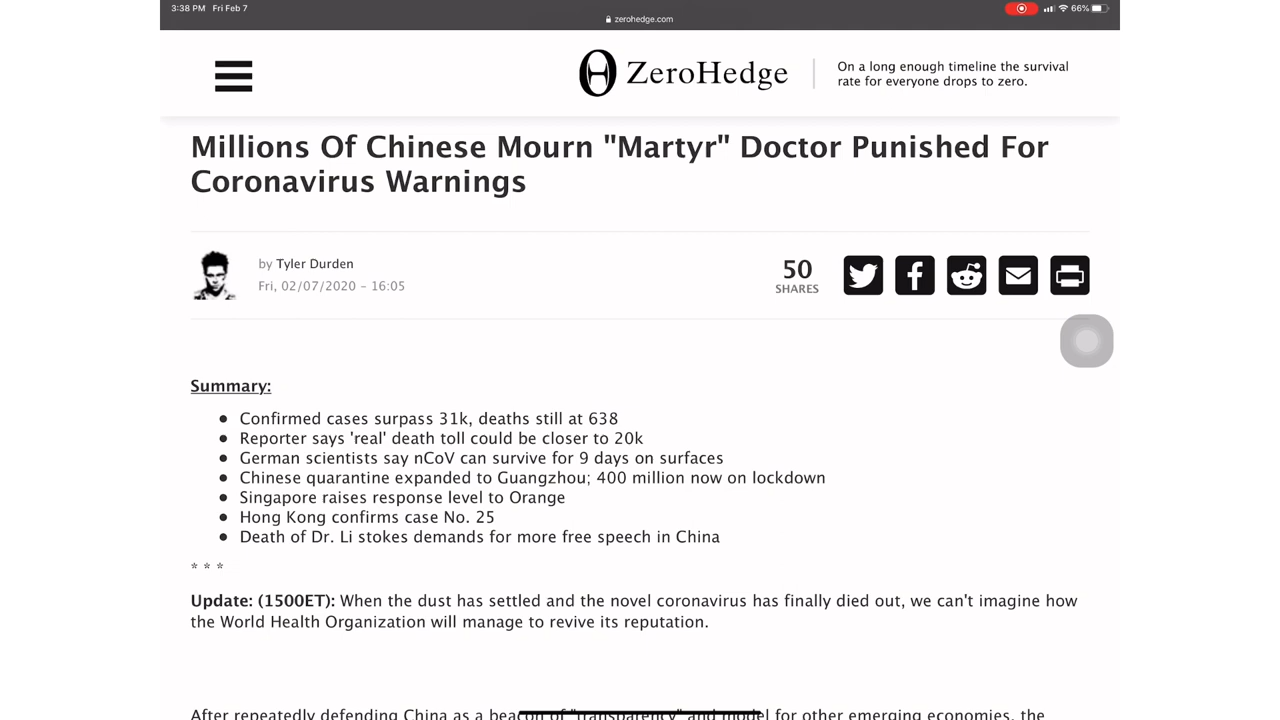 3:38 PM Fri Feb 7
66%
zerohedge.com
ZeroHedge
On a long enough timeline the survival
rate for everyone drops to zero.
Millions Of Chinese Mourn "Martyr" Doctor Punished For
Coronavirus Warnings
by Tyler Durden
Fri, 02/07/2020 – 16:05
50
SHARES
Summary:
• Confirmed cases surpass 31k, deaths still at 638
• Reporter says 'real' death toll could be closer to 20k
• German scientists say nCoV can survive for 9 days on surfaces
• Chinese quarantine expanded to Guangzhou; 400 million now on lockdown
• Singapore raises response level to Orange
• Hong Kong confirms case No. 25
• Death of Dr. Li stokes demands for more free speech in China
* * *
Update: (1500ET): When the dust has settled and the novel coronavirus has finally died out, we can't imagine how
the World Health Organization will manage to revive its reputation.
After repeatedly defending China as a beacon of "transparency" and model for other emerging economies, the